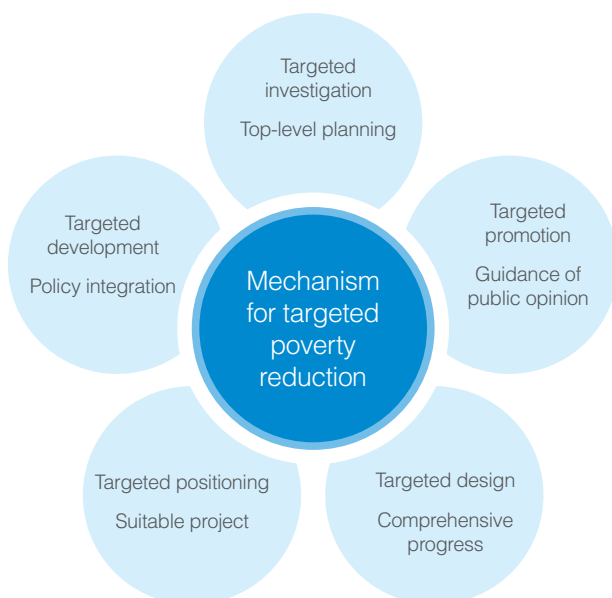 Targeted
investigation
Top-level planning
Targeted
promotion
Guidance of
public opinion
Targeted design
Comprehensive
progress
Targeted positioning
Suitable project
Targeted
development
Policy integration
Mechanism
for targeted
poverty
reduction